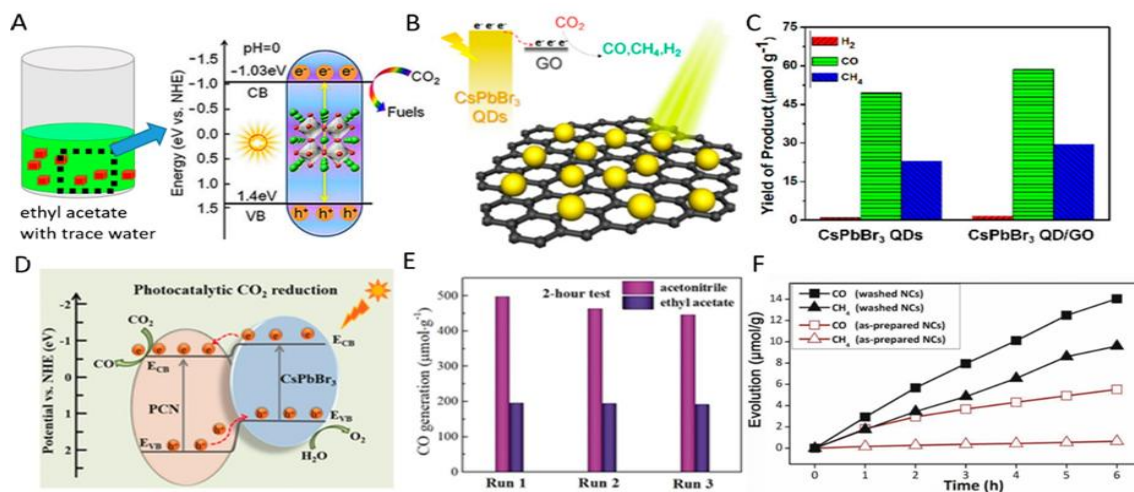 A
pH=0
-1.5
-1.03eV
-1.0
CB
-0.5
0.0
0.5
1.0
1.4eV
1.5
VB
Energy (eV vs. NHE)
e⁻ e⁻ e⁻
h⁺ h⁺ h⁺
CO₂
Fuels
ethyl acetate
with trace water
B
e⁻ e⁻ e⁻
CO₂
e⁻ e⁻ e⁻
GO
CO,CH₄,H₂
CsPbBr₃
QDs
C
Yield of Product (μmol g⁻¹)
75
60
45
30
15
0
H₂
CO
CH₄
CsPbBr₃ QDs
CsPbBr₃ QD/GO
D
Photocatalytic CO₂ reduction
Potential vs. NHE (eV)
-2
-1
0
1
2
CO₂
CO
E_CB
E_CB
PCN
CsPbBr₃
E_VB
E_VB
O₂
H₂O
E
2-hour test
acetonitrile
ethyl acetate
CO generation (μmol·g⁻¹)
500
400
300
200
100
0
Run 1
Run 2
Run 3
F
CO (washed NCs)
CH₄ (washed NCs)
CO (as-prepared NCs)
CH₄ (as-prepared NCs)
Evolution (μmol/g)
14
12
10
8
6
4
2
0
0 1 2 3 4 5 6
Time (h)